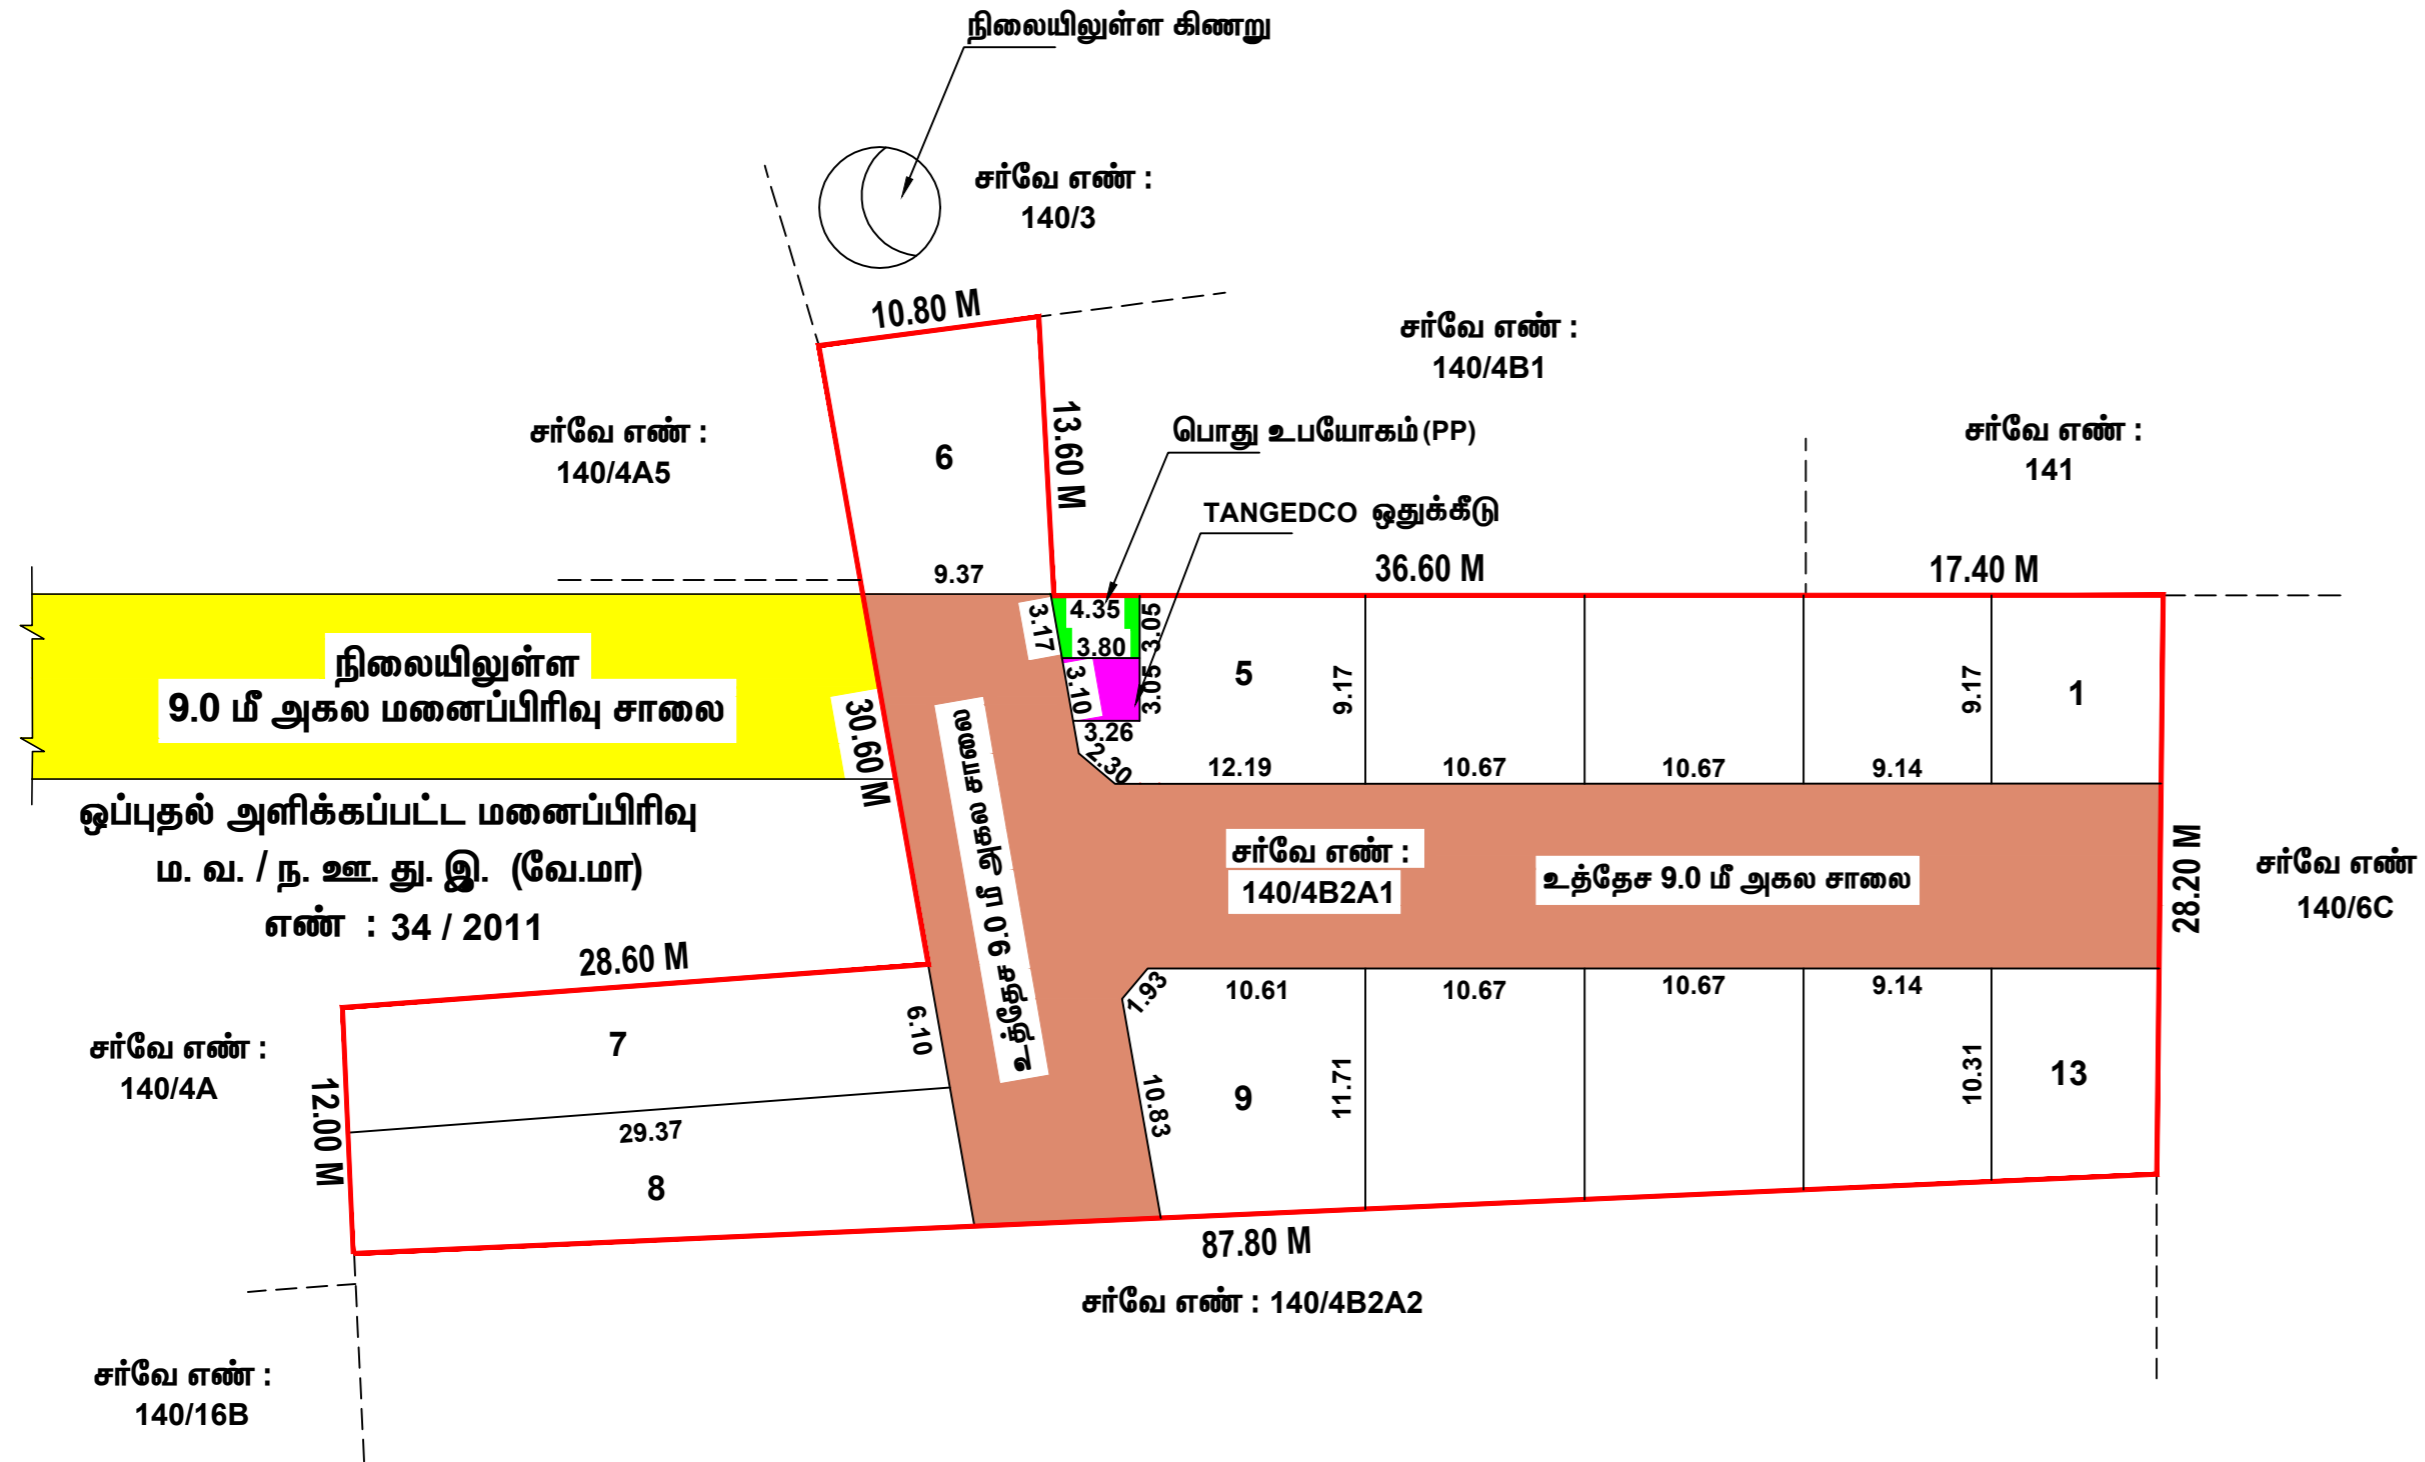 நிலையிலுள்ள கிணறு
சர்வே எண் :
140/3
10.80 M
சர்வே எண் :
140/4B1
13.60 M
சர்வே எண் :
140/4A5
6
பொது உபயோகம் (PP)
சர்வே எண் :
141
TANGEDCO ஒதுக்கீடு
36.60 M
17.40 M
9.37
3.17
4.35
3.05
3.80
3.10
3.05
3.26
2.30
5
9.17
9.17
1
நிலையிலுள்ள
9.0 மீ அகல மனைப்பிரிவு சாலை
30.60 M
உத்தேச 9.0 மீ அகல சாலை
12.19
10.67
10.67
9.14
ஒப்புதல் அளிக்கப்பட்ட மனைப்பிரிவு
ம. வ. / ந. ஊ. து. இ. (வே.மா)
எண் : 34 / 2011
சர்வே எண் :
140/4B2A1
உத்தேச 9.0 மீ அகல சாலை
28.20 M
சர்வே எண்
140/6C
28.60 M
6.10
1.93
10.61
10.67
10.67
9.14
சர்வே எண் :
140/4A
12.00 M
7
29.37
8
10.83
9
11.71
10.31
13
87.80 M
சர்வே எண் : 140/4B2A2
சர்வே எண் :
140/16B